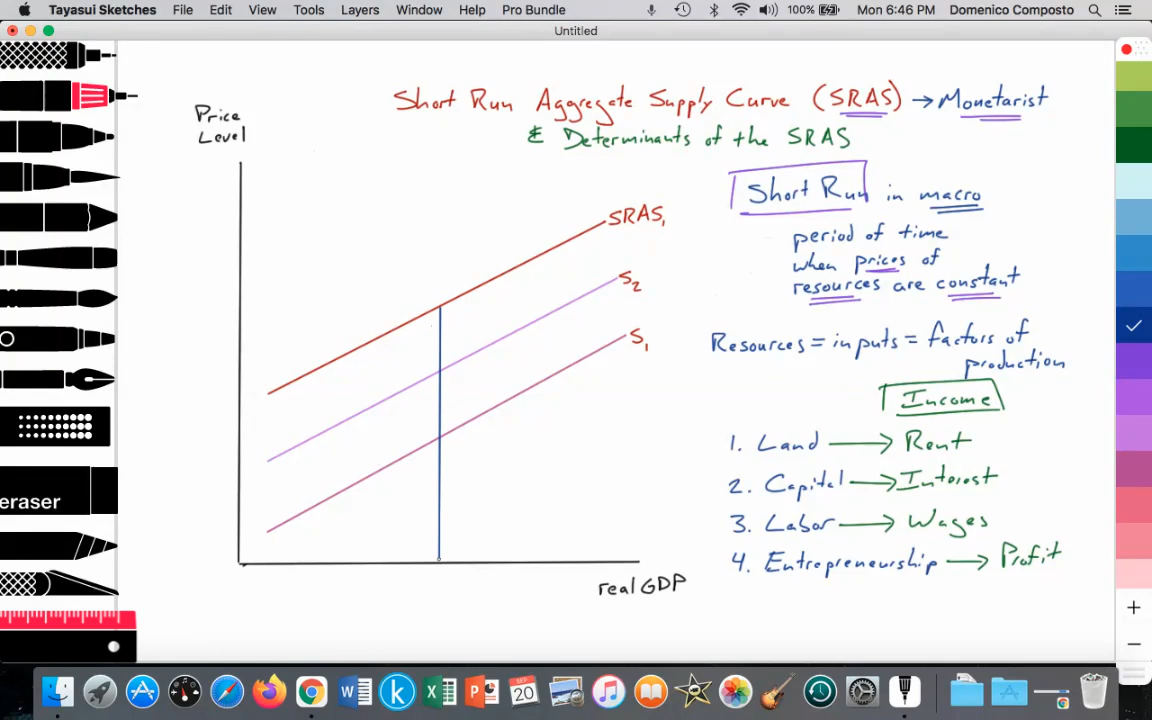 Tayasui Sketches File Edit View Tools Layers Window Help Pro Bundle 100% Mon 6:46 PM Domenico Composto
Untitled
Short Run Aggregate Supply Curve (SRAS) → Monetarist
& Determinants of the SRAS
Price
Level
Short Run in macro
period of time
when prices of
resources are constant
SRAS₁
S₂
S₁
Resources = inputs = factors of
production
Income
1. Land → Rent
2. Capital → Interest
3. Labor → Wages
4. Entrepreneurship → Profit
real GDP
eraser
SEP
20